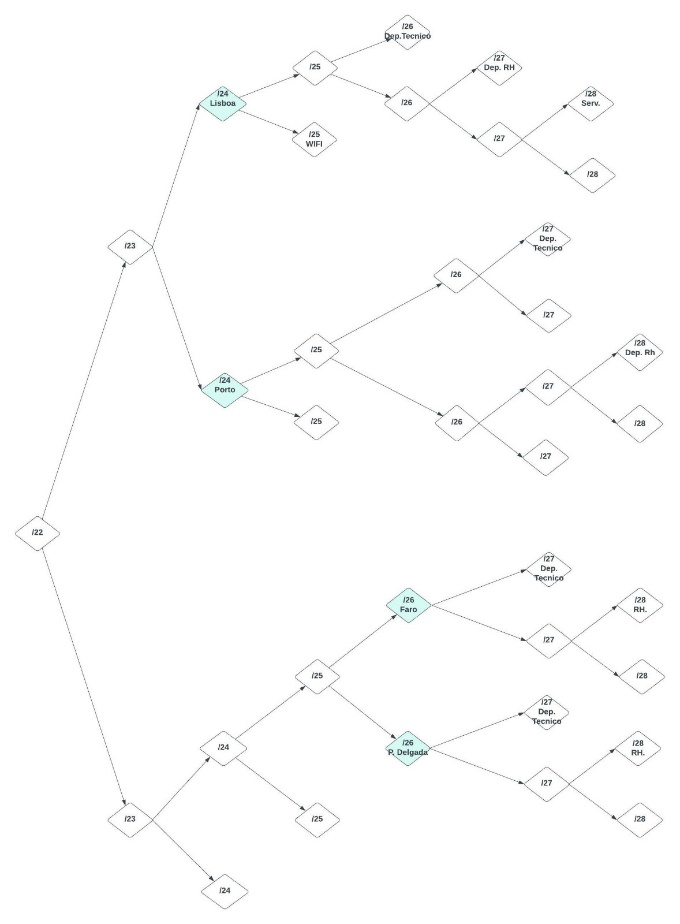 /26
Dep.Tecnico
/25
/27
Dep. RH
/24
Lisboa
/26
/28
Serv.
/25
WIFI
/27
/28
/23
/27
Dep.
Tecnico
/26
/27
/25
/28
Dep. Rh
/24
Porto
/27
/25
/26
/28
/27
/22
/27
Dep.
Tecnico
/26
Faro
/28
RH.
/27
/25
/28
/27
Dep.
Tecnico
/24
/26
P. Delgada
/28
RH.
/27
/23
/25
/28
/24